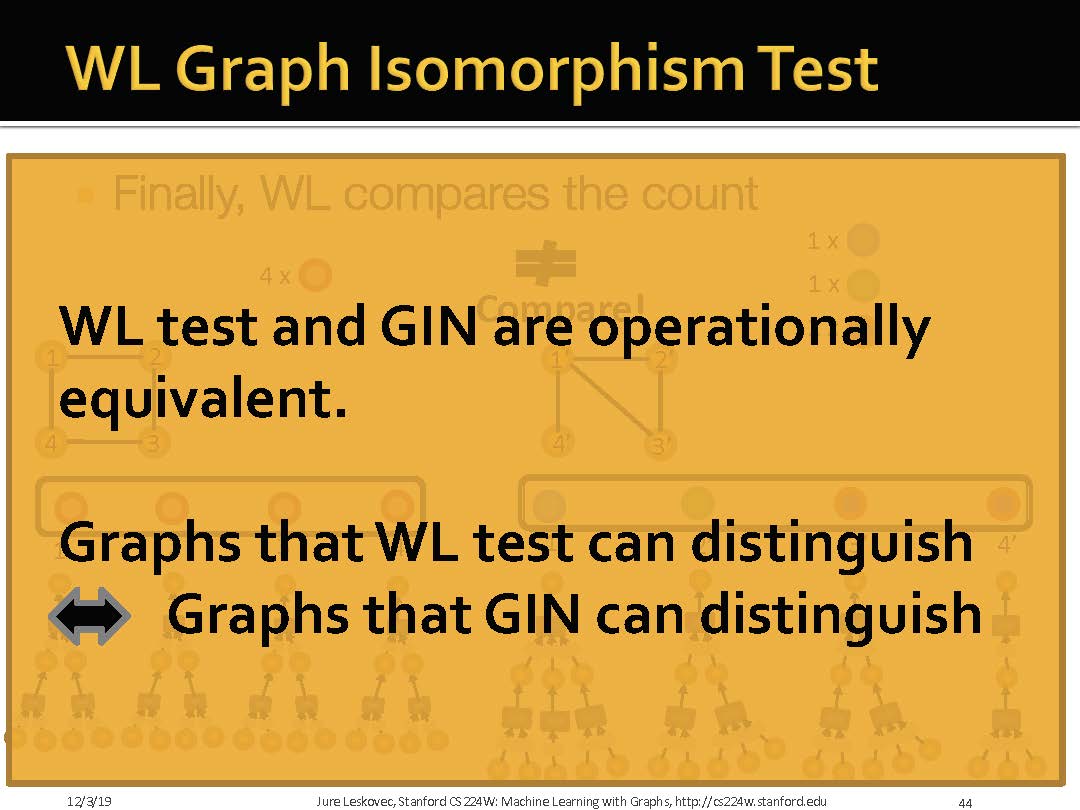 WL Graph Isomorphism Test
▪ Finally, WL compares the count
4 x
≠
1 x
1 x
Compare!
WL test and GIN are operationally
equivalent.
1 2 1' 2'
4 3 4' 3'
Graphs that WL test can distinguish
4'
⬌ Graphs that GIN can distinguish
12/3/19 Jure Leskovec, Stanford CS224W: Machine Learning with Graphs, http://cs224w.stanford.edu 44